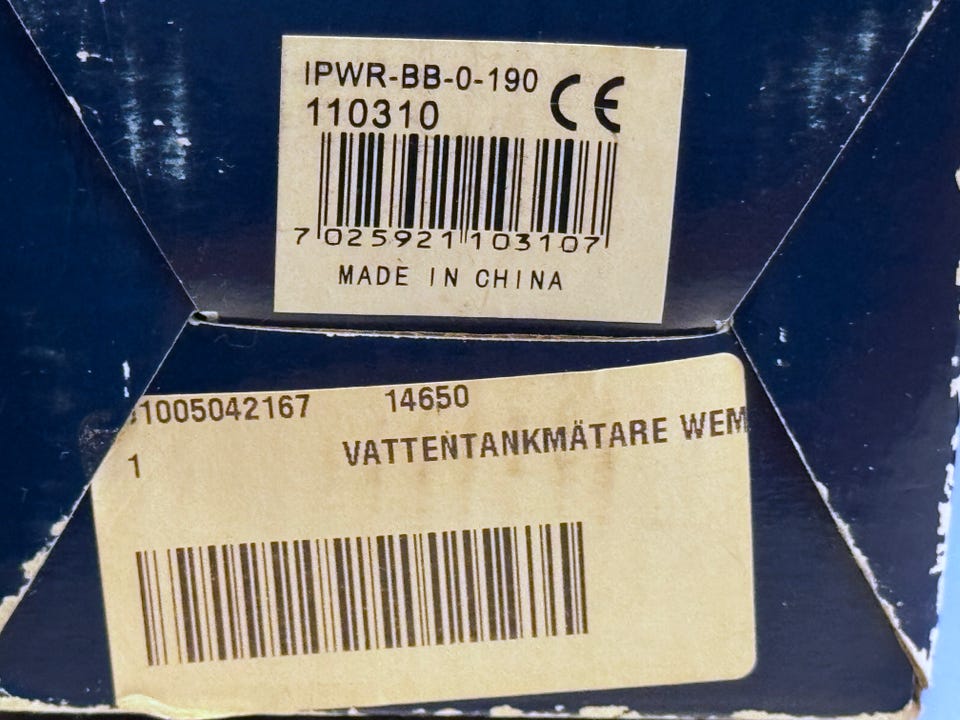 IPWR-BB-0-190
110310
CE
7 025921 103107
MADE IN CHINA
1005042167 14650
1 VATTENTANKMÄTARE WEM